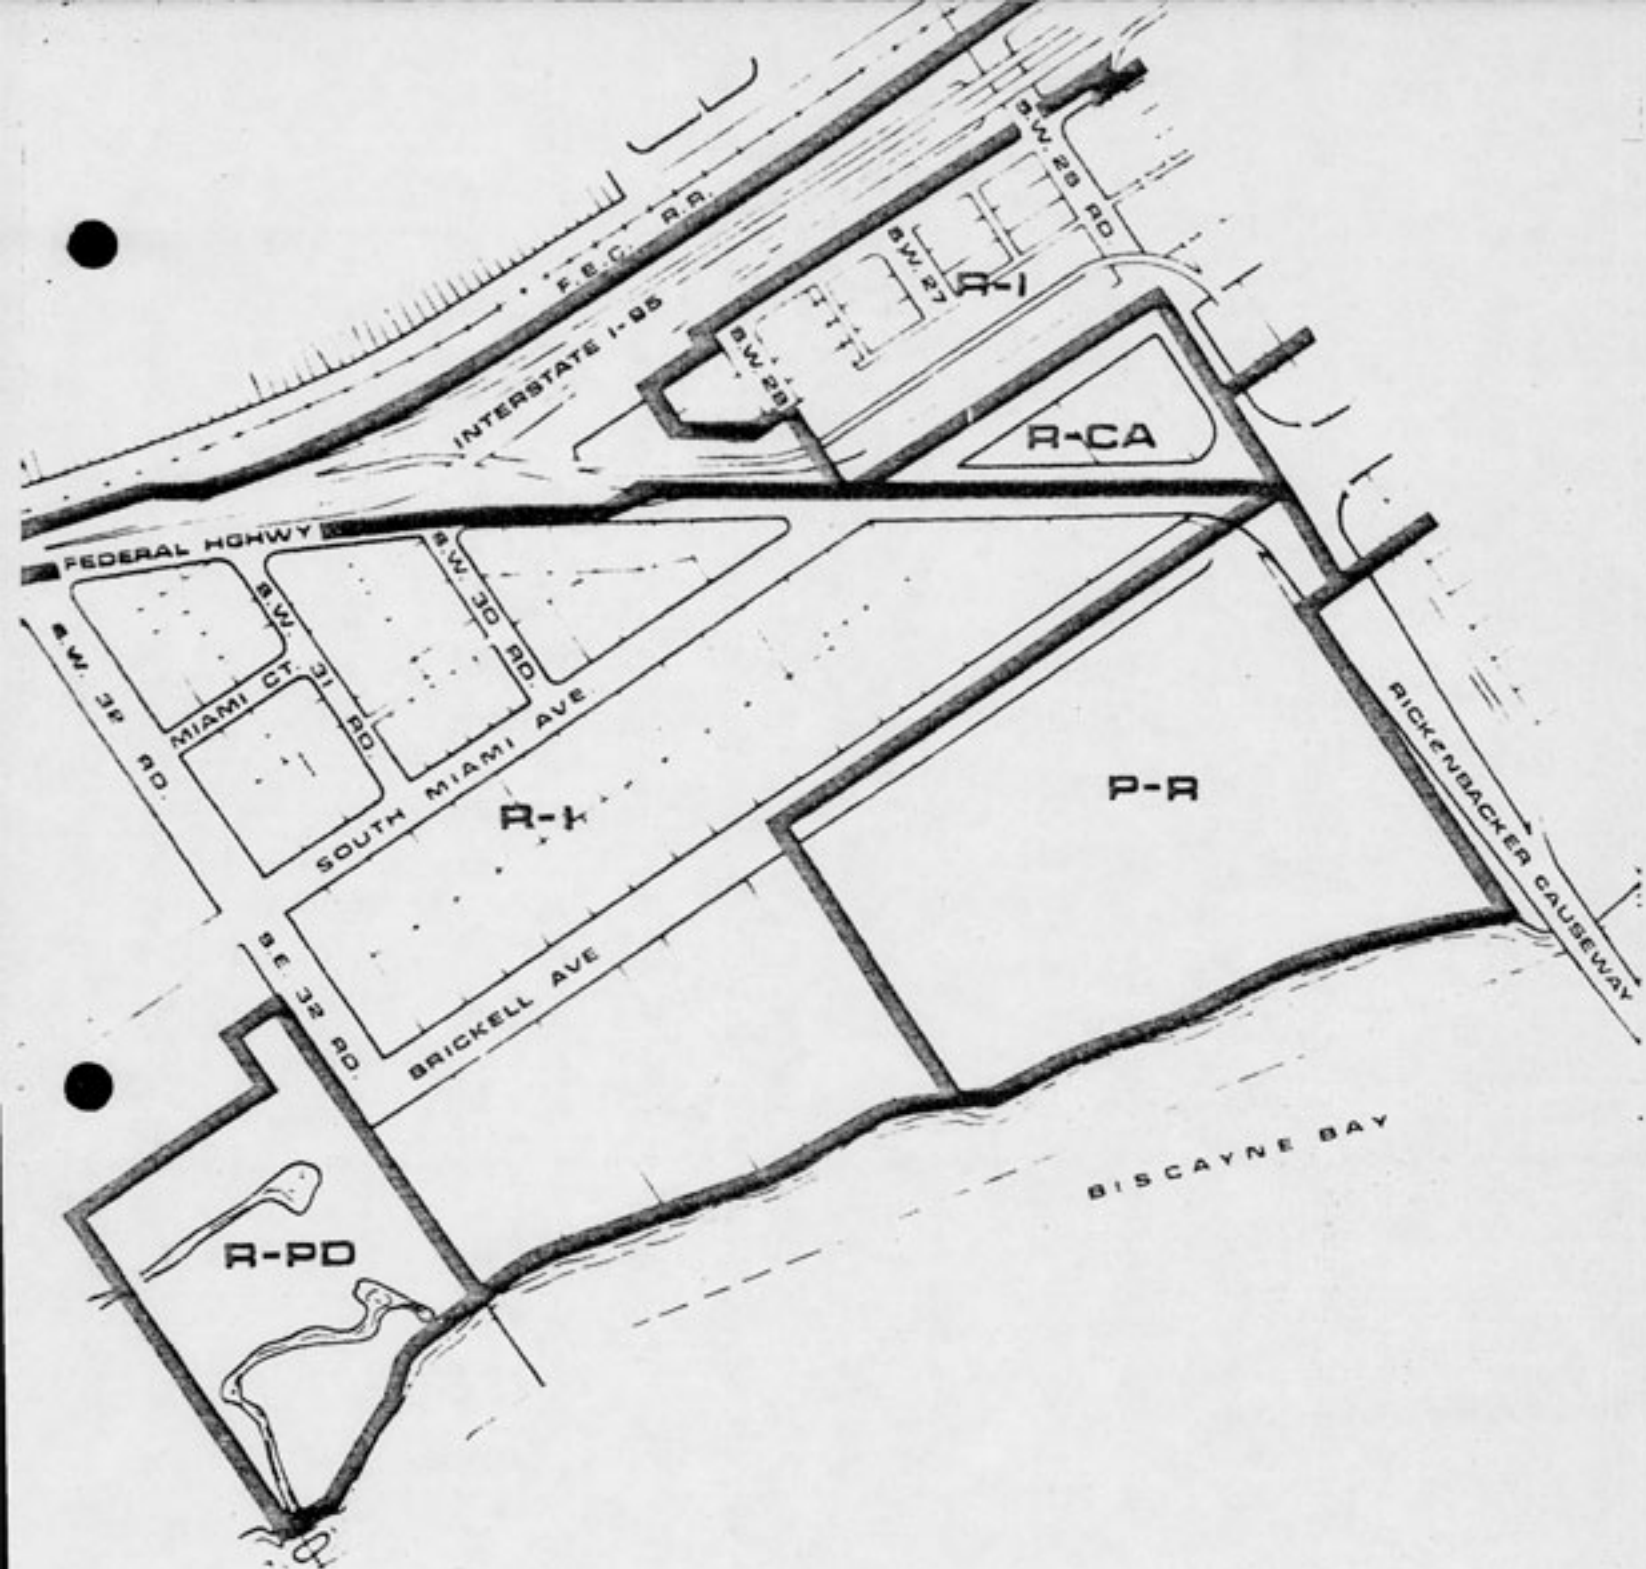 S.W. 26 RD.
F.E.C. R.R.
S.W. 27
R-1
INTERSTATE I-95
S.W. 28
R-CA
FEDERAL HGHWY
S.W. 30 RD.
S.W. 31 RD.
S.W. 32 RD.
MIAMI CT.
SOUTH MIAMI AVE.
R-1
P-R
RICKENBACKER CAUSEWAY
S.E. 32 RD.
BRICKELL AVE
BISCAYNE BAY
R-PD